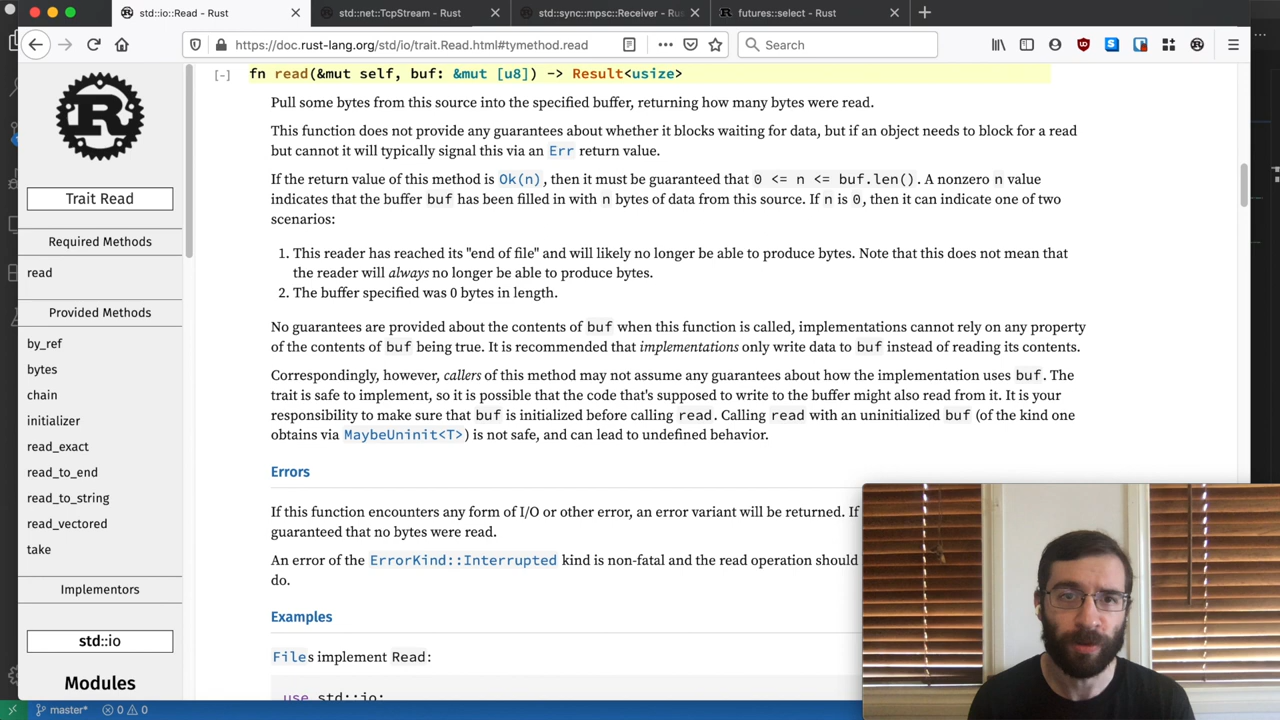 std::io::Read - Rust
std::net::TcpStream - Rust
std::sync::mpsc::Receiver - Rus
futures::select - Rust
https://doc.rust-lang.org/std/io/trait.Read.html#tymethod.read
Search
R
Trait Read
Required Methods
read
Provided Methods
by_ref
bytes
chain
initializer
read_exact
read_to_end
read_to_string
read_vectored
take
Implementors
std::io
Modules
[-] fn read(&mut self, buf: &mut [u8]) -> Result<usize>
Pull some bytes from this source into the specified buffer, returning how many bytes were read.
This function does not provide any guarantees about whether it blocks waiting for data, but if an object needs to block for a read
but cannot it will typically signal this via an Err return value.
If the return value of this method is Ok(n), then it must be guaranteed that 0 <= n <= buf.len(). A nonzero n value
indicates that the buffer buf has been filled in with n bytes of data from this source. If n is 0, then it can indicate one of two
scenarios:
1. This reader has reached its "end of file" and will likely no longer be able to produce bytes. Note that this does not mean that
the reader will always no longer be able to produce bytes.
2. The buffer specified was 0 bytes in length.
No guarantees are provided about the contents of buf when this function is called, implementations cannot rely on any property
of the contents of buf being true. It is recommended that implementations only write data to buf instead of reading its contents.
Correspondingly, however, callers of this method may not assume any guarantees about how the implementation uses buf. The
trait is safe to implement, so it is possible that the code that's supposed to write to the buffer might also read from it. It is your
responsibility to make sure that buf is initialized before calling read. Calling read with an uninitialized buf (of the kind one
obtains via MaybeUninit<T>) is not safe, and can lead to undefined behavior.
Errors
If this function encounters any form of I/O or other error, an error variant will be returned. If
guaranteed that no bytes were read.
An error of the ErrorKind::Interrupted kind is non-fatal and the read operation should
do.
Examples
Files implement Read:
use std::io;
master*
0
0